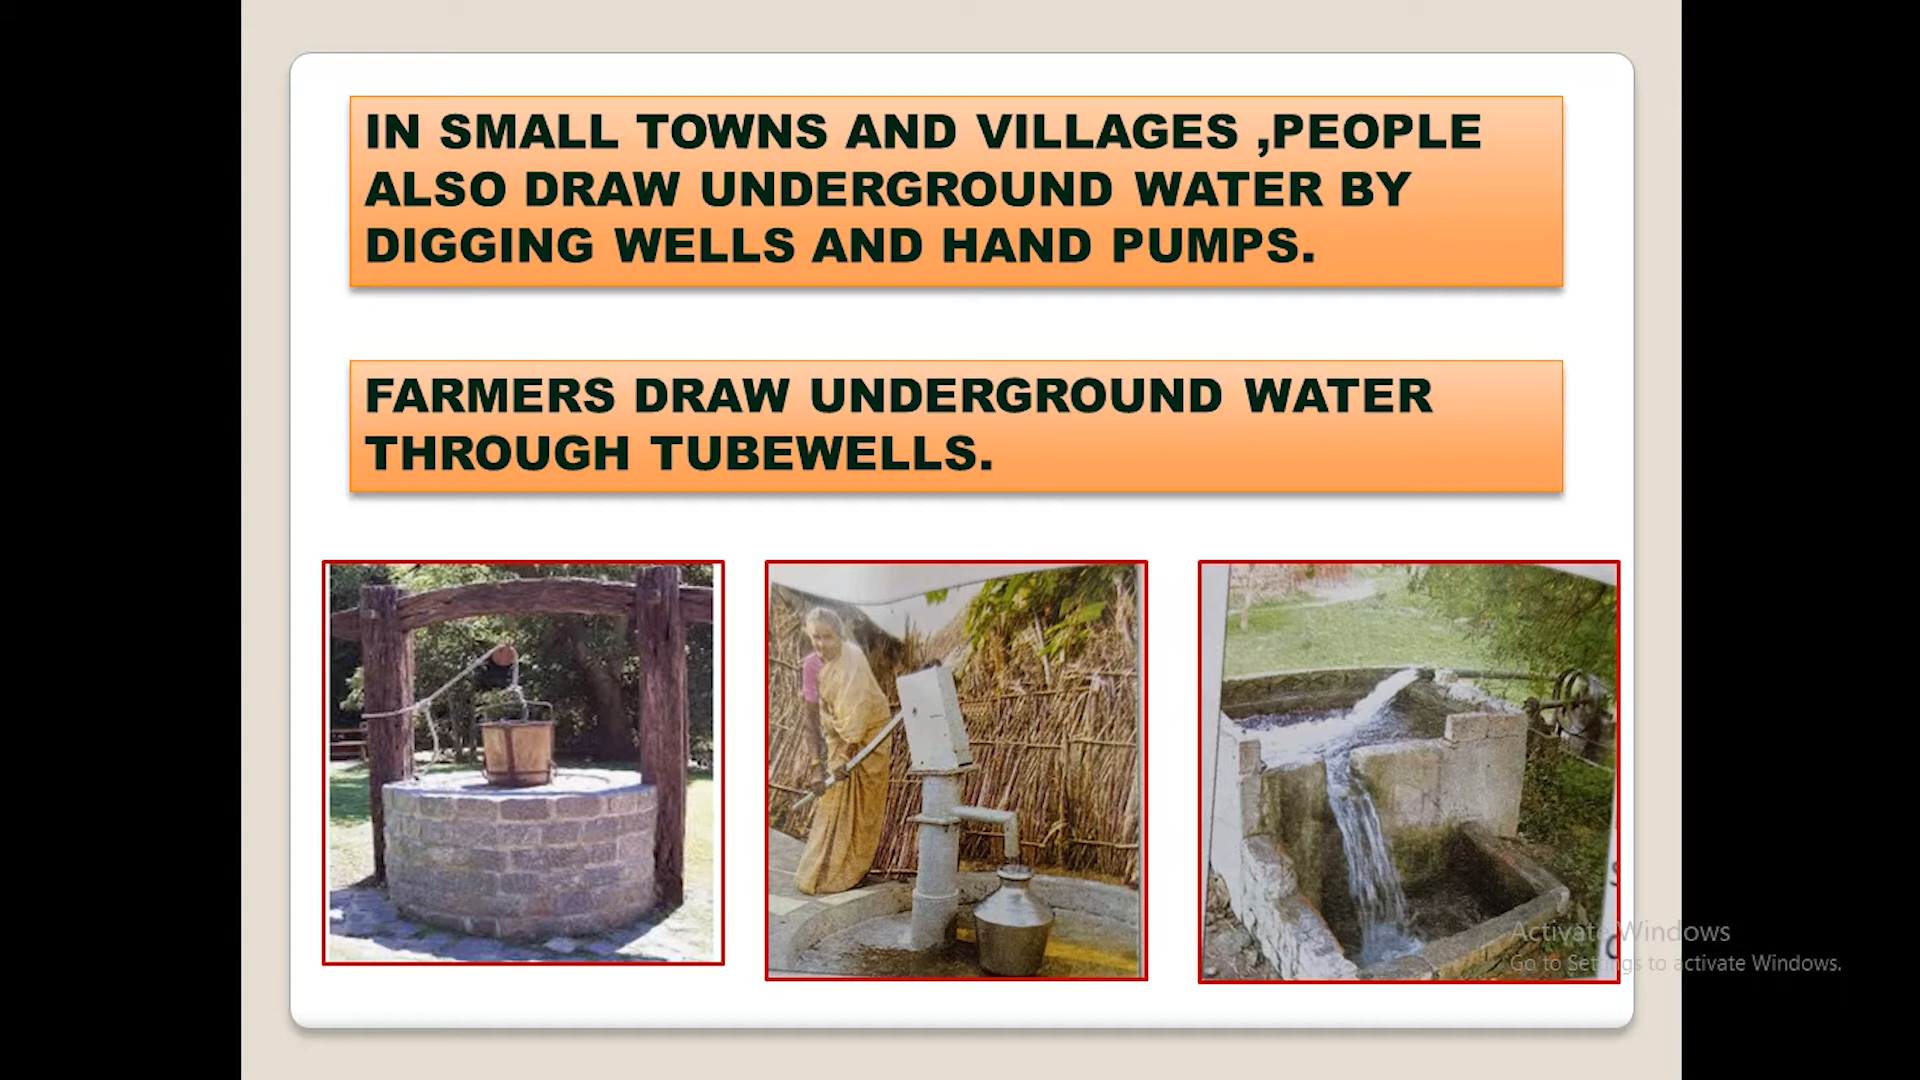 IN SMALL TOWNS AND VILLAGES ,PEOPLE
ALSO DRAW UNDERGROUND WATER BY
DIGGING WELLS AND HAND PUMPS.
FARMERS DRAW UNDERGROUND WATER
THROUGH TUBEWELLS.
Activate Windows
Go to Settings to activate Windows.